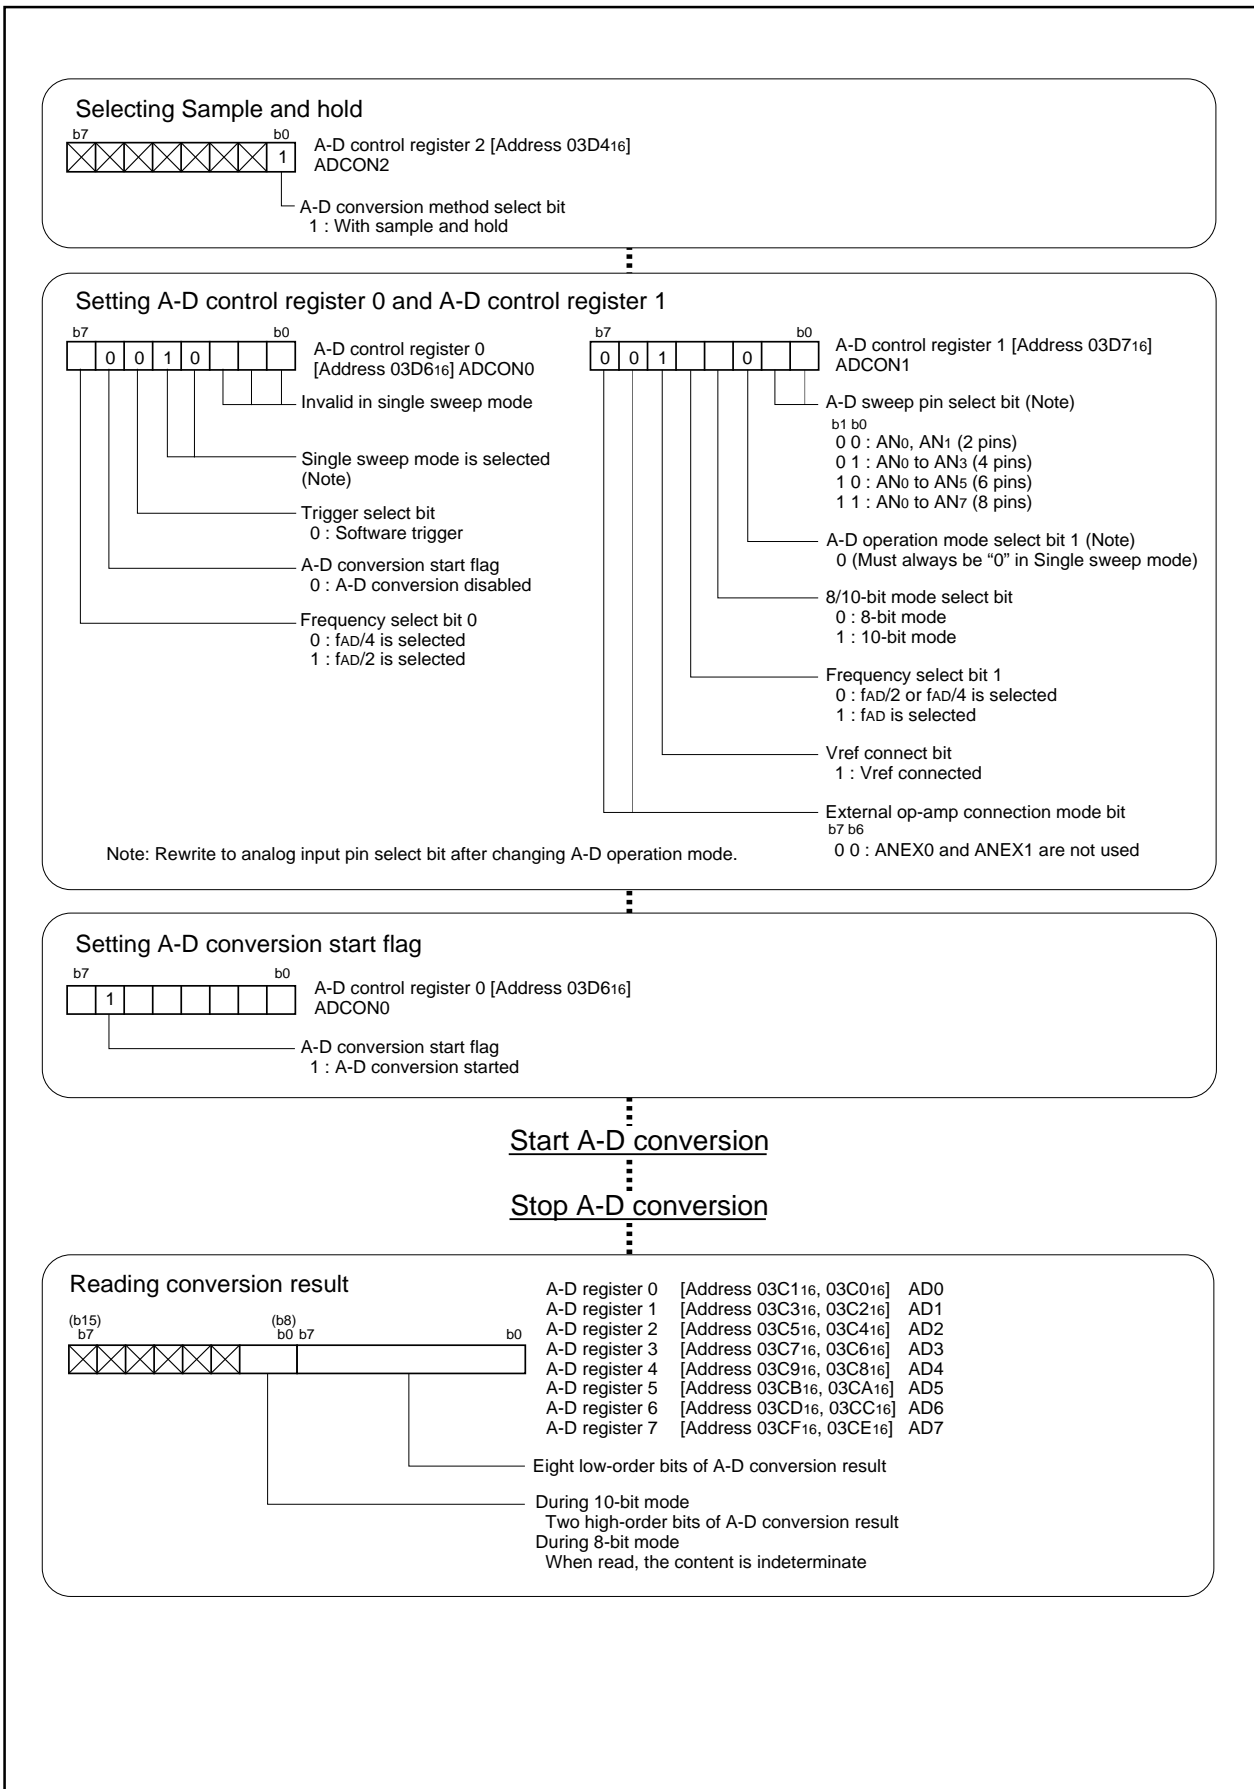 Selecting Sample and hold
b7 b0
1
A-D control register 2 [Address 03D416]
ADCON2
A-D conversion method select bit
1 : With sample and hold
Setting A-D control register 0 and A-D control register 1
b7 b0
0 0 1 0
A-D control register 0
[Address 03D616] ADCON0
Invalid in single sweep mode
Single sweep mode is selected
(Note)
Trigger select bit
0 : Software trigger
A-D conversion start flag
0 : A-D conversion disabled
Frequency select bit 0
0 : fAD/4 is selected
1 : fAD/2 is selected
b7 b0
0 0 1 0
A-D control register 1 [Address 03D716]
ADCON1
A-D sweep pin select bit (Note)
b1 b0
0 0 : AN0, AN1 (2 pins)
0 1 : AN0 to AN3 (4 pins)
1 0 : AN0 to AN5 (6 pins)
1 1 : AN0 to AN7 (8 pins)
A-D operation mode select bit 1 (Note)
0 (Must always be “0” in Single sweep mode)
8/10-bit mode select bit
0 : 8-bit mode
1 : 10-bit mode
Frequency select bit 1
0 : fAD/2 or fAD/4 is selected
1 : fAD is selected
Vref connect bit
1 : Vref connected
External op-amp connection mode bit
b7 b6
0 0 : ANEX0 and ANEX1 are not used
Note: Rewrite to analog input pin select bit after changing A-D operation mode.
Setting A-D conversion start flag
b7 b0
1
A-D control register 0 [Address 03D616]
ADCON0
A-D conversion start flag
1 : A-D conversion started
Start A-D conversion
Stop A-D conversion
Reading conversion result
(b15) (b8)
b7 b0 b7 b0
A-D register 0 [Address 03C116, 03C016] AD0
A-D register 1 [Address 03C316, 03C216] AD1
A-D register 2 [Address 03C516, 03C416] AD2
A-D register 3 [Address 03C716, 03C616] AD3
A-D register 4 [Address 03C916, 03C816] AD4
A-D register 5 [Address 03CB16, 03CA16] AD5
A-D register 6 [Address 03CD16, 03CC16] AD6
A-D register 7 [Address 03CF16, 03CE16] AD7
Eight low-order bits of A-D conversion result
During 10-bit mode
Two high-order bits of A-D conversion result
During 8-bit mode
When read, the content is indeterminate